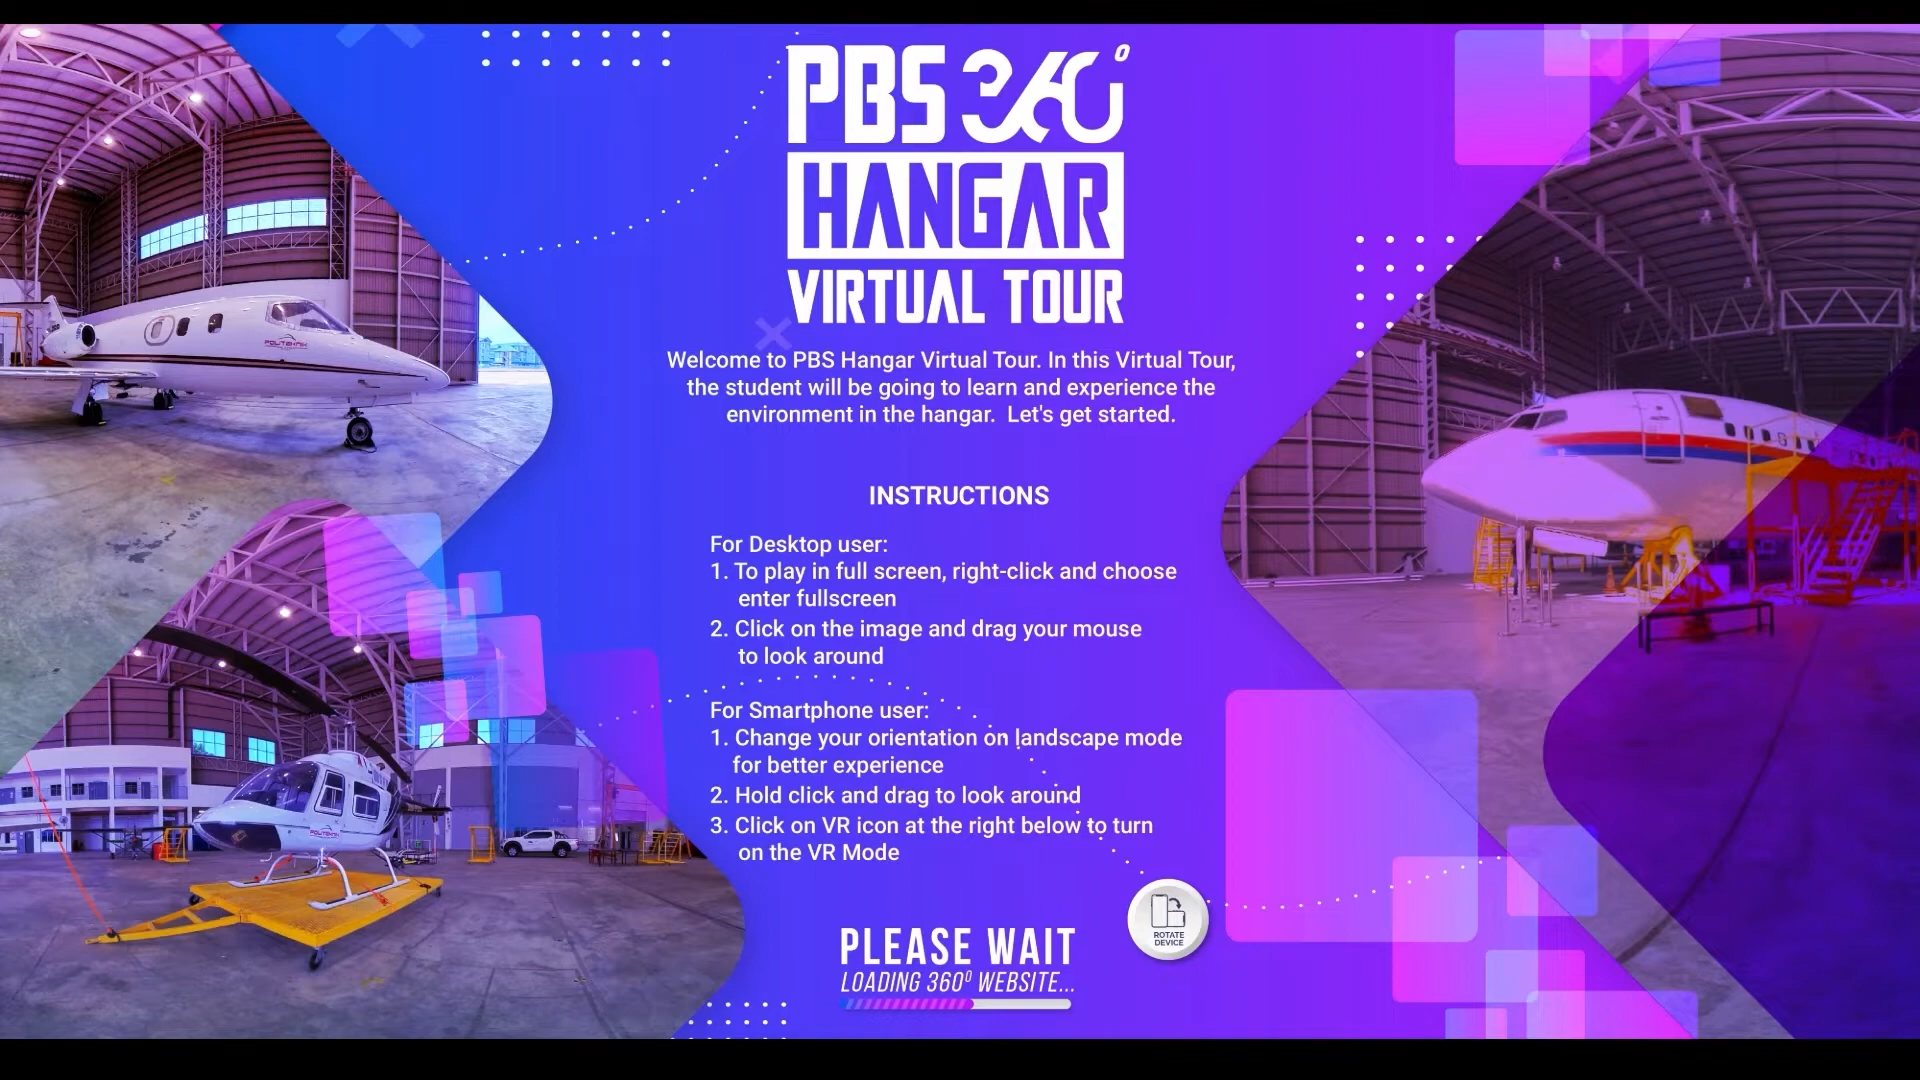 PBS 360°
HANGAR
VIRTUAL TOUR
Welcome to PBS Hangar Virtual Tour. In this Virtual Tour,
the student will be going to learn and experience the
environment in the hangar. Let's get started.
INSTRUCTIONS
For Desktop user:
1. To play in full screen, right-click and choose
enter fullscreen
2. Click on the image and drag your mouse
to look around
For Smartphone user:
1. Change your orientation on landscape mode
for better experience
2. Hold click and drag to look around
3. Click on VR icon at the right below to turn
on the VR Mode
ROTATE
DEVICE
PLEASE WAIT
LOADING 360⁰ WEBSITE...
POLITEKNIK
POLITEKNIK